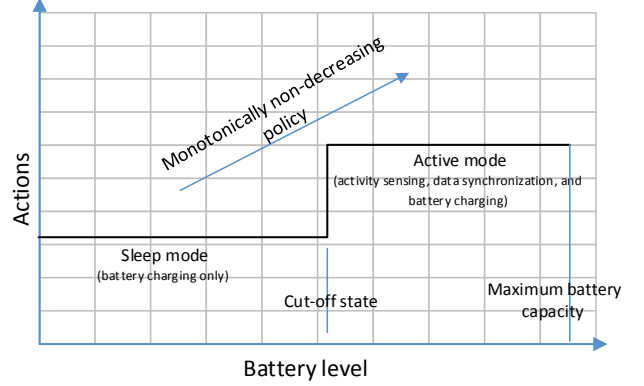 Monotonically non-decreasing
policy
Actions
Active mode
(activity sensing, data synchronization, and
battery charging)
Sleep mode
(battery charging only)
Cut-off state
Maximum battery
capacity
Battery level